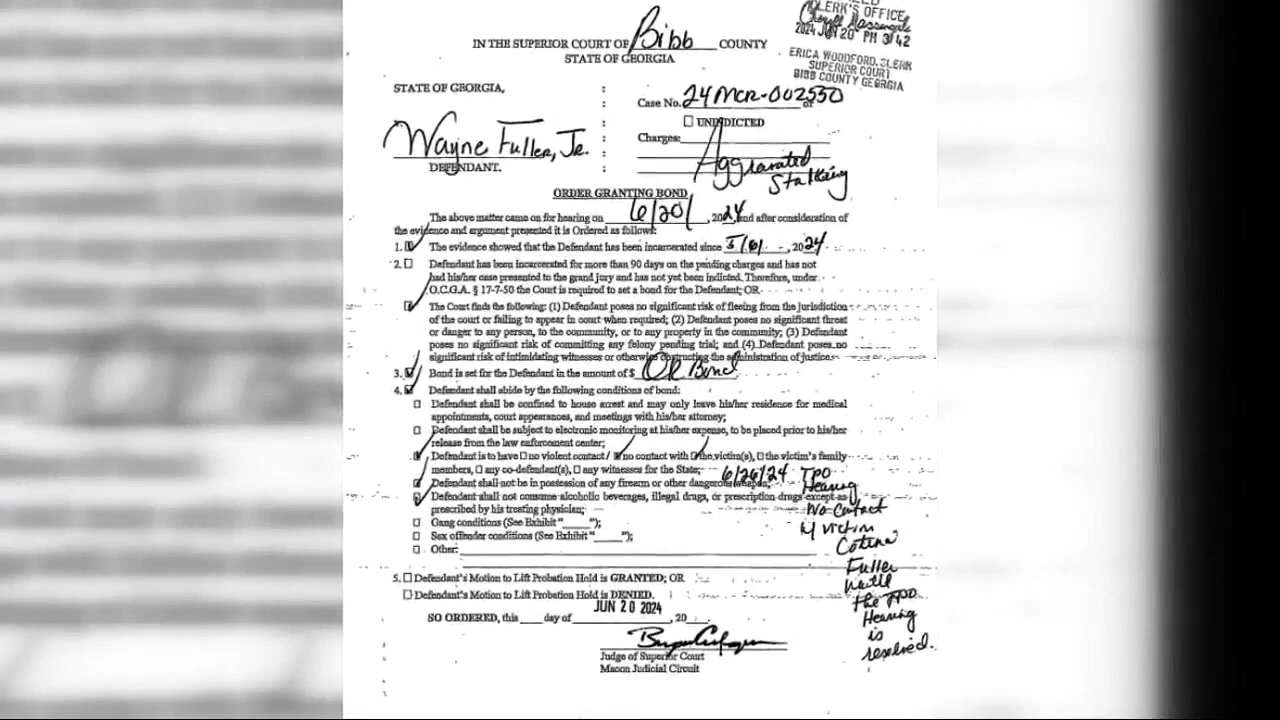 CLERK'S OFFICE
2024 JUN 20 PM 3:42
ERICA WOODFORD, CLERK
SUPERIOR COURT
BIBB COUNTY GEORGIA
IN THE SUPERIOR COURT OF Bibb COUNTY
STATE OF GEORGIA
STATE OF GEORGIA,
Case No. 24MCR-002550
or
UNINDICTED
Wayne Fuller, Jr.
DEFENDANT.
Charges:
Aggravated
Stalking
ORDER GRANTING BOND
The above matter came on for hearing on 6/20/, 2024 and after consideration of
the evidence and argument presented it is Ordered as follows:
1. The evidence showed that the Defendant has been incarcerated since 5/6/, 2024
2. Defendant has been incarcerated for more than 90 days on the pending charges and has not
had his/her case presented to the grand jury and has not yet been indicted. Therefore, under
O.C.G.A. § 17-7-50 the Court is required to set a bond for the Defendant; OR
The Court finds the following: (1) Defendant poses no significant risk of fleeing from the jurisdiction
of the court or failing to appear in court when required; (2) Defendant poses no significant threat
or danger to any person, to the community, or to any property in the community; (3) Defendant
poses no significant risk of committing any felony pending trial; and (4) Defendant poses no
significant risk of intimidating witnesses or otherwise obstructing the administration of justice.
3. Bond is set for the Defendant in the amount of $ OR Bond
4. Defendant shall abide by the following conditions of bond:
Defendant shall be confined to house arrest and may only leave his/her residence for medical
appointments, court appearances, and meetings with his/her attorney;
Defendant shall be subject to electronic monitoring at his/her expense, to be placed prior to his/her
release from the law enforcement center;
Defendant is to have no violent contact / no contact with the victim(s), the victim's family
members, any co-defendant(s), any witnesses for the State;
Defendant shall not be in possession of any firearm or other dangerous weapon;
Defendant shall not consume alcoholic beverages, illegal drugs, or prescription drugs except as
prescribed by his treating physician;
Gang conditions (See Exhibit "____");
Sex offender conditions (See Exhibit "____");
Other:
6/26/24 TPO
Hearing
No Contact
w/ victim
Cotina
Fuller
until
the TPO
Hearing
is
resolved.
5. Defendant's Motion to Lift Probation Hold is GRANTED; OR
Defendant's Motion to Lift Probation Hold is DENIED.
JUN 20 2024
SO ORDERED, this ____ day of ____, 20__.
Judge of Superior Court
Macon Judicial Circuit